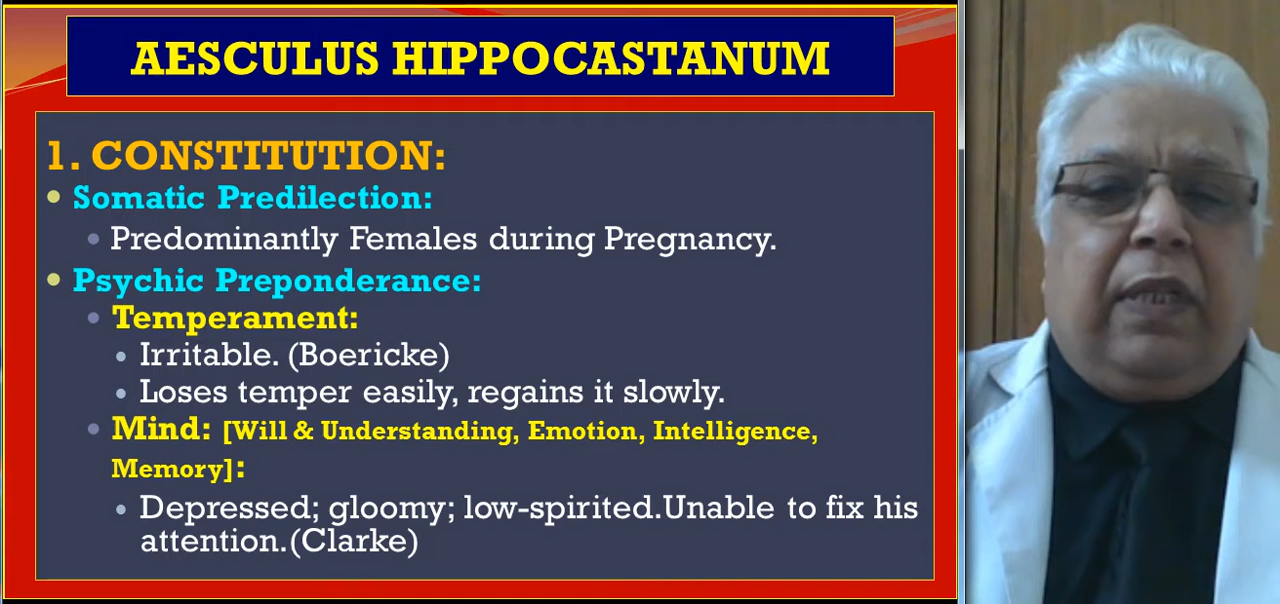 AESCULUS HIPPOCASTANUM
1. CONSTITUTION:
Somatic Predilection:
Predominantly Females during Pregnancy.
Psychic Preponderance:
Temperament:
Irritable. (Boericke)
Loses temper easily, regains it slowly.
Mind: [Will & Understanding, Emotion, Intelligence,
Memory]:
Depressed; gloomy; low-spirited.Unable to fix his
attention.(Clarke)